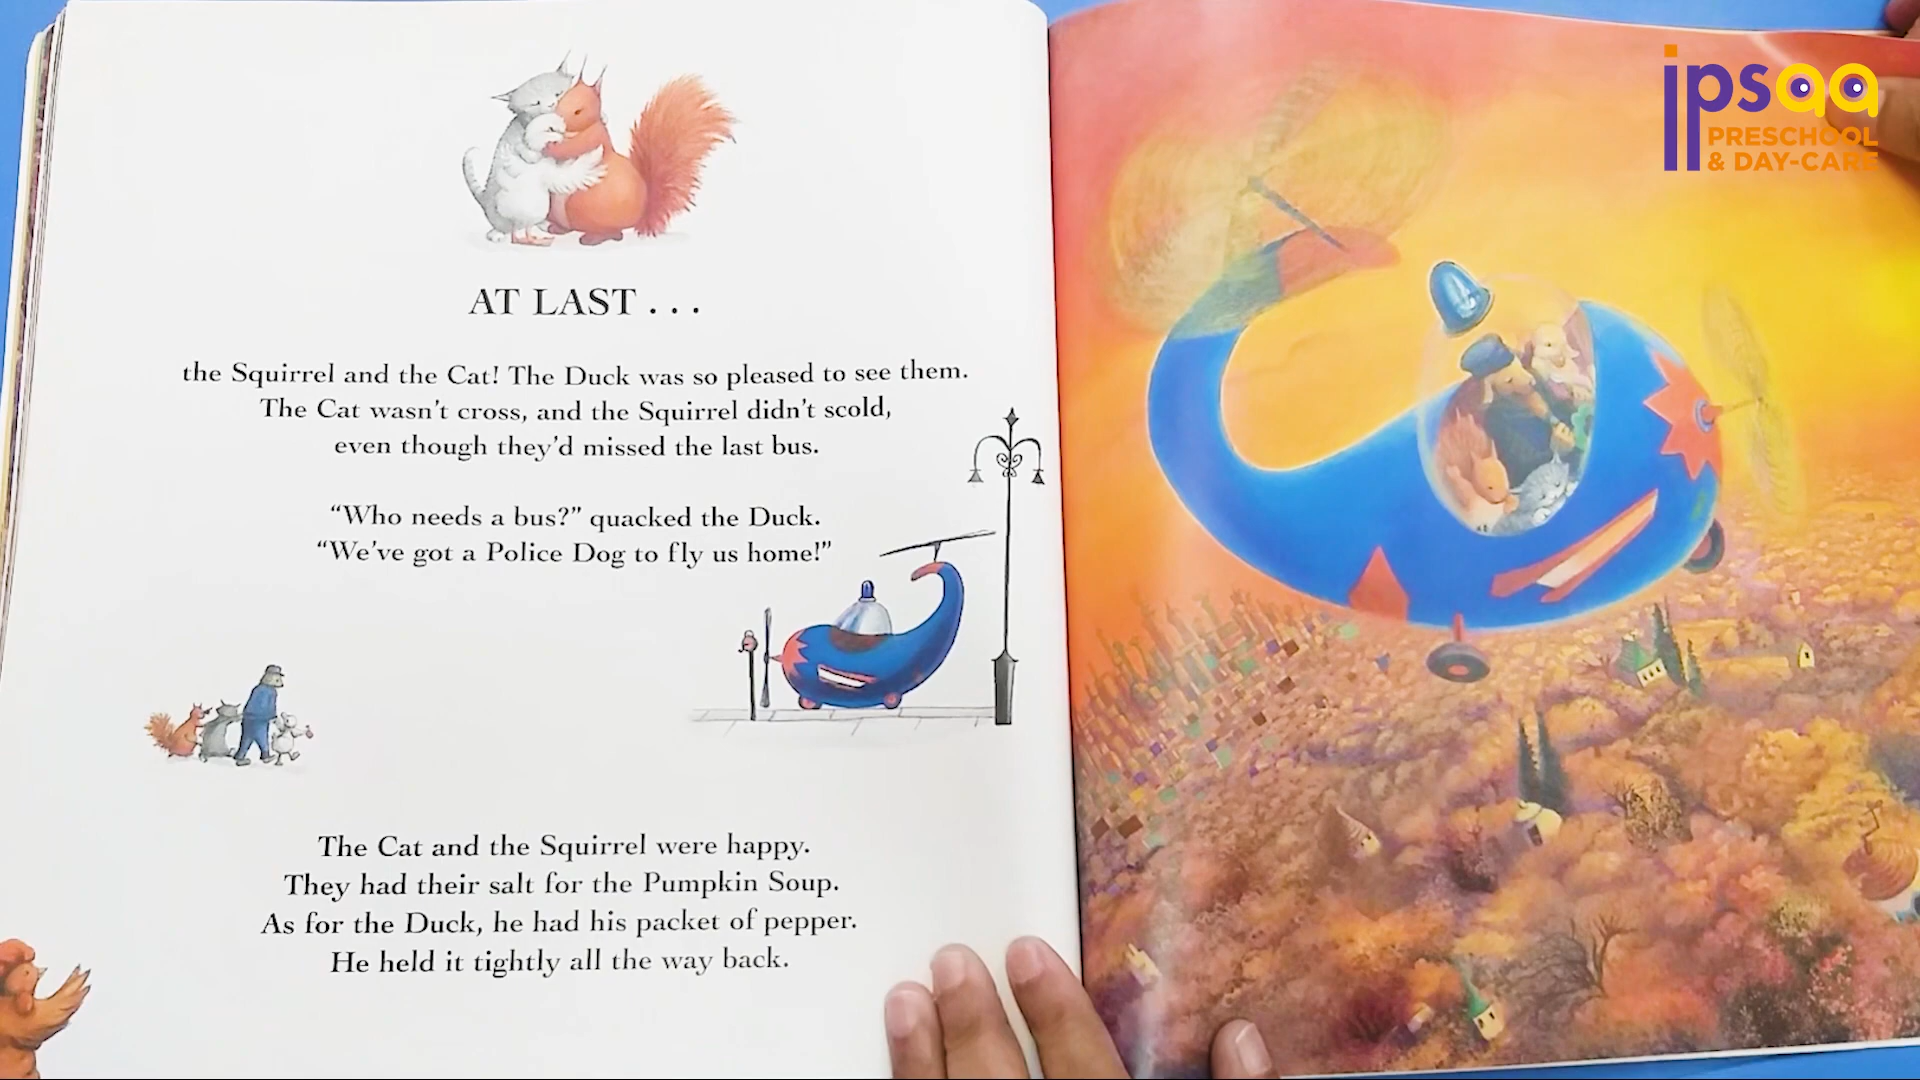 AT LAST . . .
the Squirrel and the Cat! The Duck was so pleased to see them.
The Cat wasn't cross, and the Squirrel didn't scold,
even though they'd missed the last bus.
“Who needs a bus?” quacked the Duck.
“We've got a Police Dog to fly us home!”
The Cat and the Squirrel were happy.
They had their salt for the Pumpkin Soup.
As for the Duck, he had his packet of pepper.
He held it tightly all the way back.
ipsaa
PRESCHOOL
& DAY-CARE